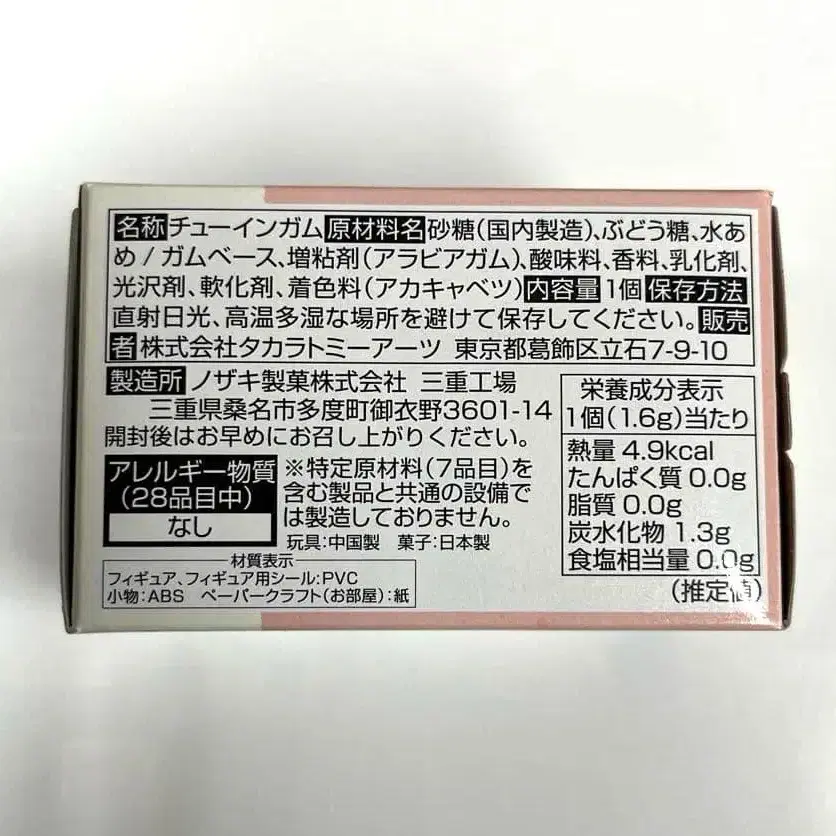 名称 チューインガム 原材料名 砂糖(国内製造)、ぶどう糖、水あ
め/ガムベース、増粘剤(アラビアガム)、酸味料、香料、乳化剤、
光沢剤、軟化剤、着色料(アカキャベツ) 内容量 1個 保存方法
直射日光、高温多湿な場所を避けて保存してください。 販売
者 株式会社タカラトミーアーツ 東京都葛飾区立石7-9-10
製造所 ノザキ製菓株式会社 三重工場
三重県桑名市多度町御衣野3601-14
開封後はお早めにお召し上がりください。
アレルギー物質
(28品目中)
なし
※特定原材料(7品目)を
含む製品と共通の設備で
は製造しておりません。
玩具:中国製 菓子:日本製
材質表示
フィギュア、フィギュア用シール:PVC
小物:ABS ペーパークラフト(お部屋):紙
栄養成分表示
1個(1.6g)当たり
熱量 4.9kcal
たんぱく質 0.0g
脂質 0.0g
炭水化物 1.3g
食塩相当量 0.0g
(推定値)